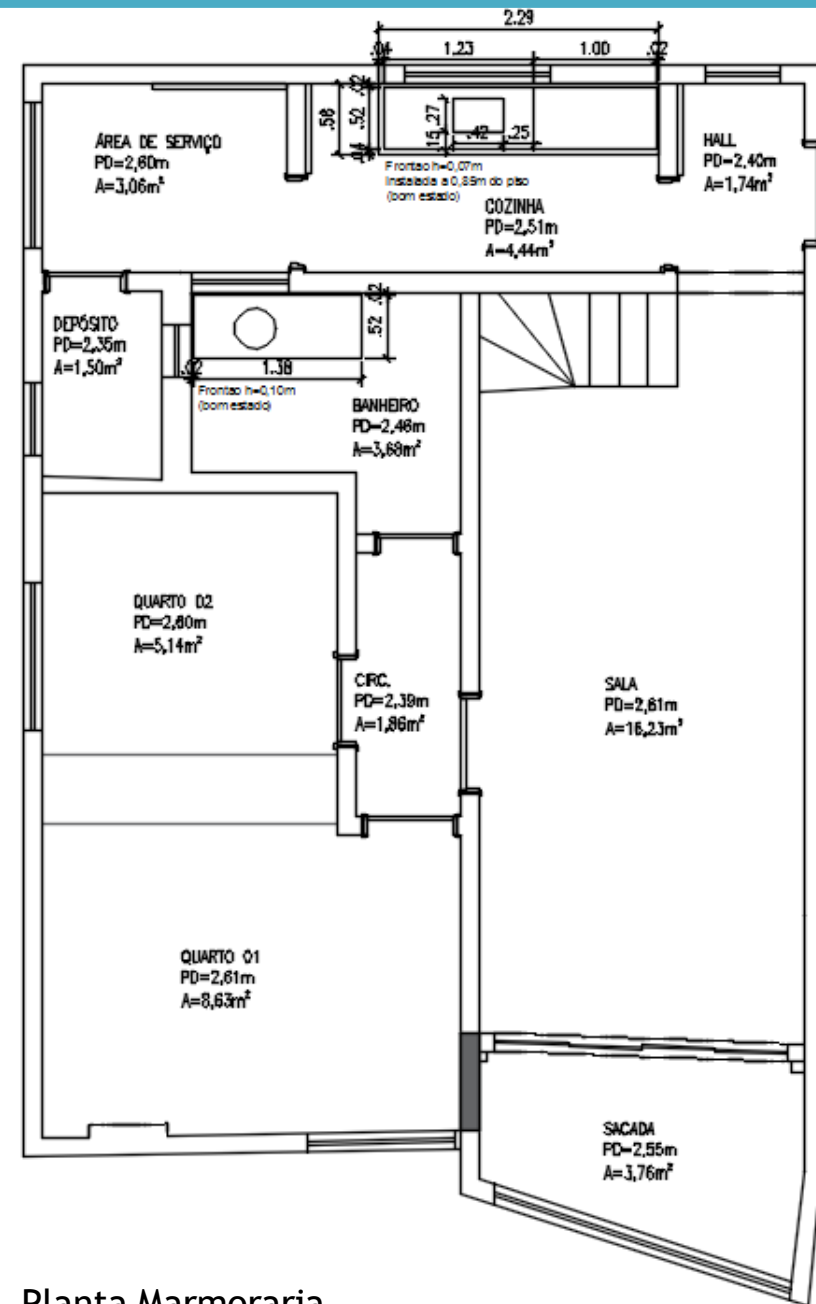 2.29
.04 1.23 1.00 .02
.02
.56 .52 .27
.15 .42 .25
.04
ÁREA DE SERVIÇO
PD=2,60m
A=3,06m²
Frontao h=0,07m
Instalada a 0,85m do piso
(bom estado)
HALL
PD=2,40m
A=1,74m²
COZINHA
PD=2,51m
A=4,44m²
DEPÓSITO
PD=2,35m
A=1,50m²
.02
.52
.02 1.38
Frontao h=0,10m
(bom estado)
BANHEIRO
PD=2,46m
A=3,69m²
QUARTO 02
PD=2,60m
A=5,14m²
CIRC.
PD=2,39m
A=1,86m²
SALA
PD=2,61m
A=16,23m²
QUARTO 01
PD=2,61m
A=8,63m²
SACADA
PD=2,55m
A=3,76m²
Planta Marmoraria